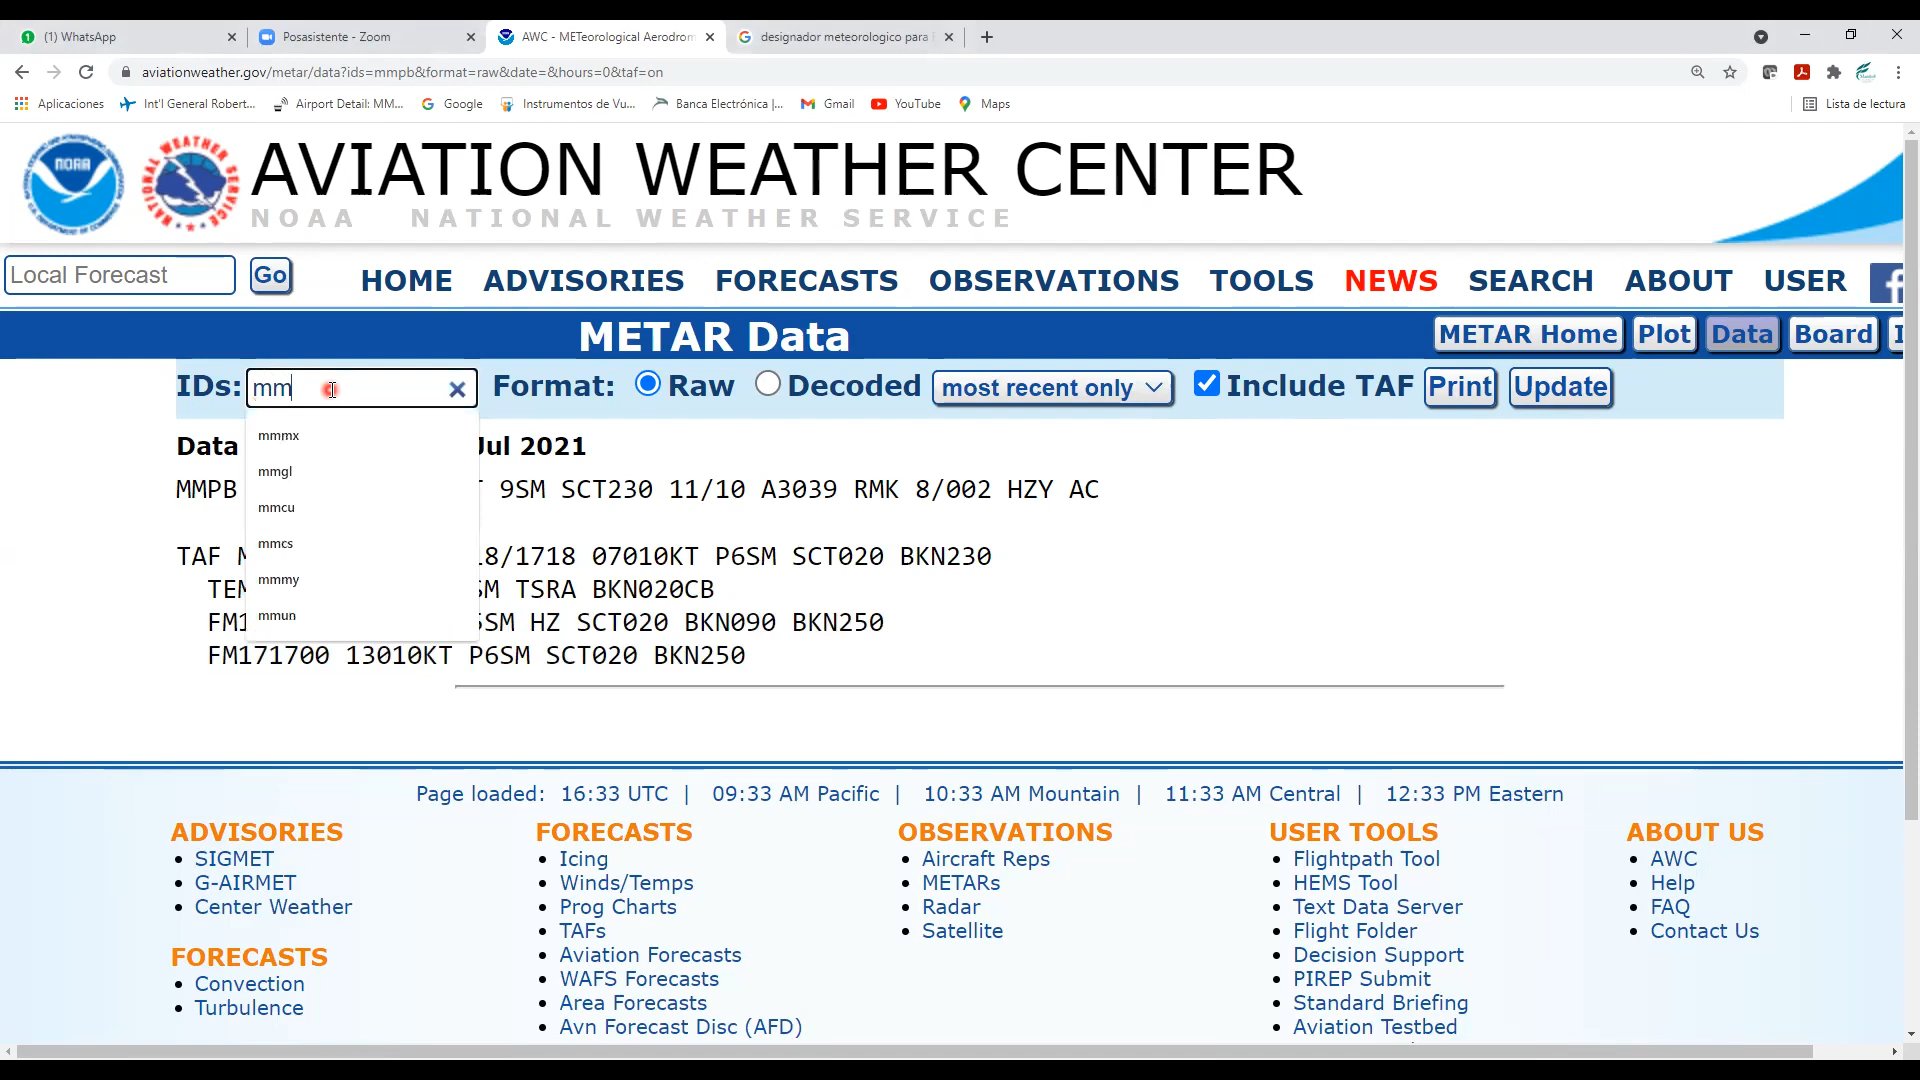 (1) WhatsApp
Posasistente - Zoom
AWC - METeorological Aerodrom
designador meteorologico para
aviationweather.gov/metar/data?ids=mmpb&format=raw&date=&hours=0&taf=on
Aplicaciones
Int'l General Robert...
Airport Detail: MM...
Google
Instrumentos de Vu...
Banca Electrónica |...
Gmail
YouTube
Maps
Lista de lectura
NOAA
AVIATION WEATHER CENTER
NOAA NATIONAL WEATHER SERVICE
Local Forecast
Go
HOME
ADVISORIES
FORECASTS
OBSERVATIONS
TOOLS
NEWS
SEARCH
ABOUT
USER
METAR Data
METAR Home
Plot
Data
Board
IDs:
mm
Format:
Raw
Decoded
most recent only
Include TAF
Print
Update
mmmx
mmgl
mmcu
mmcs
mmmy
mmun
Data Jul 2021
MMPB 9SM SCT230 11/10 A3039 RMK 8/002 HZY AC
TAF 18/1718 07010KT P6SM SCT020 BKN230
SM TSRA BKN020CB
HZ SCT020 BKN090 BKN250
FM171700 13010KT P6SM SCT020 BKN250
Page loaded: 16:33 UTC | 09:33 AM Pacific | 10:33 AM Mountain | 11:33 AM Central | 12:33 PM Eastern
ADVISORIES
• SIGMET
• G-AIRMET
• Center Weather
FORECASTS
• Convection
• Turbulence
FORECASTS
• Icing
• Winds/Temps
• Prog Charts
• TAFs
• Aviation Forecasts
• WAFS Forecasts
• Area Forecasts
• Avn Forecast Disc (AFD)
OBSERVATIONS
• Aircraft Reps
• METARs
• Radar
• Satellite
USER TOOLS
• Flightpath Tool
• HEMS Tool
• Text Data Server
• Flight Folder
• Decision Support
• PIREP Submit
• Standard Briefing
• Aviation Testbed
ABOUT US
• AWC
• Help
• FAQ
• Contact Us